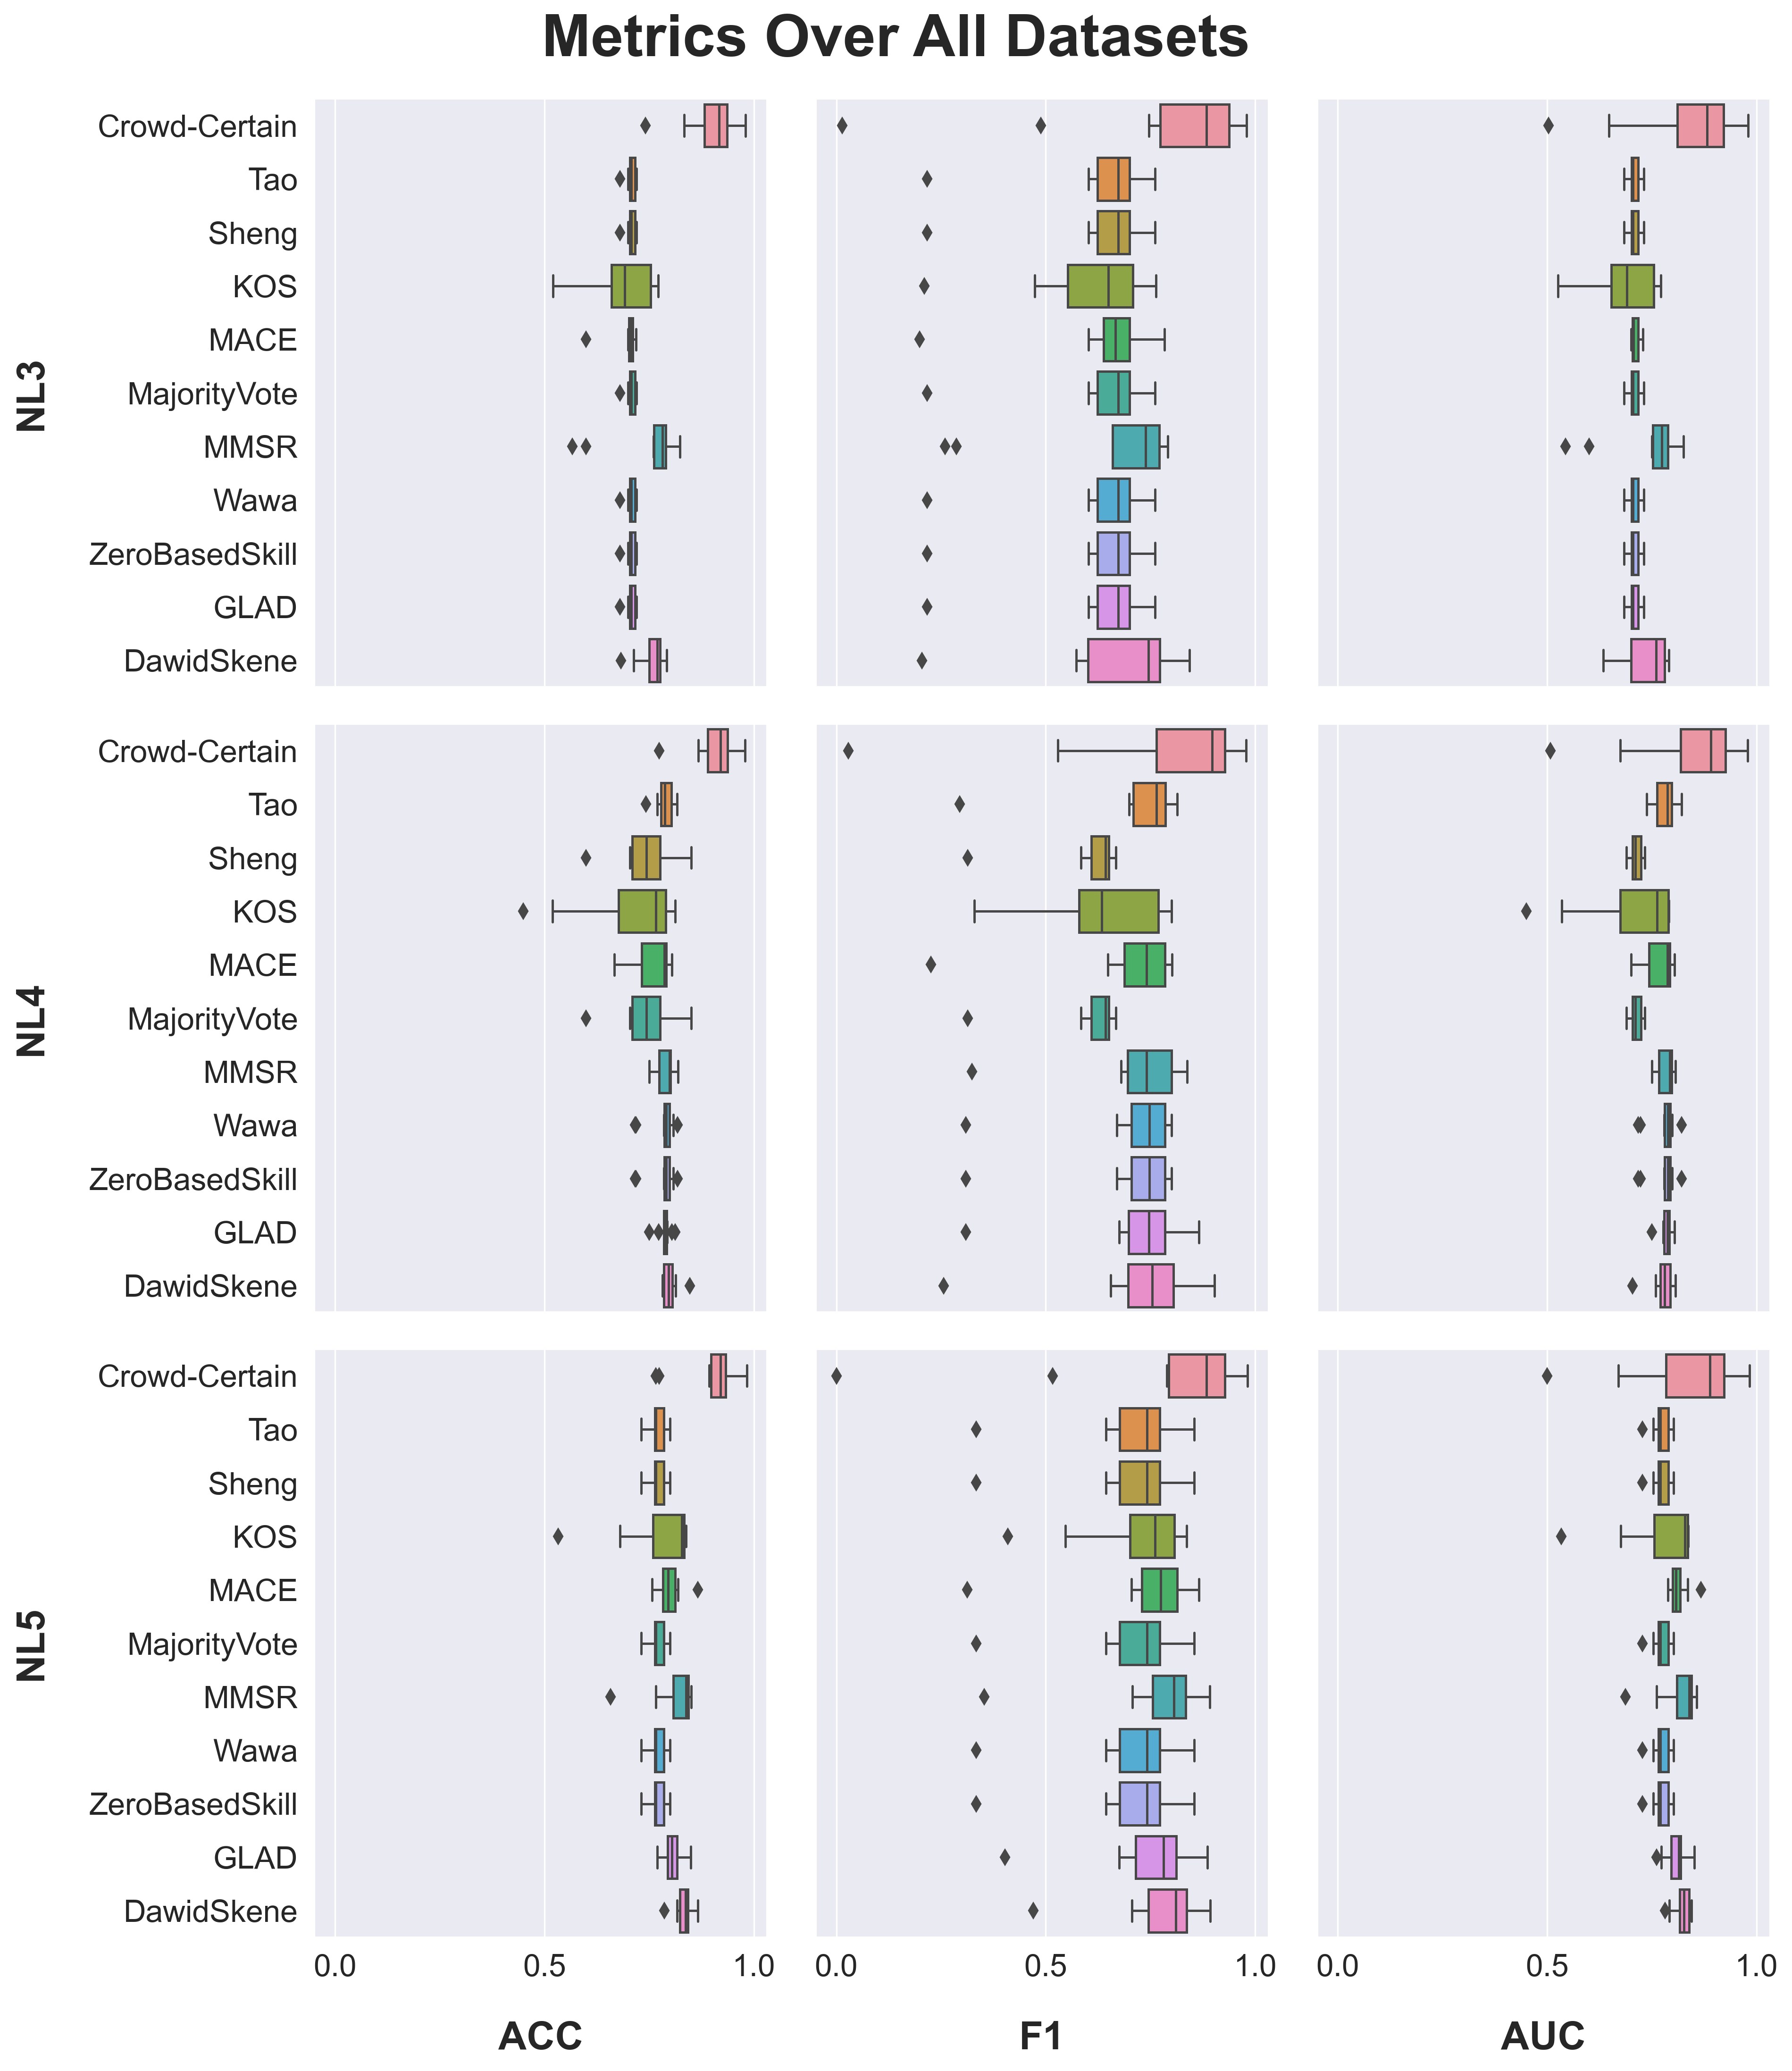 Metrics Over All Datasets
NL3
Crowd-Certain
Tao
Sheng
KOS
MACE
MajorityVote
MMSR
Wawa
ZeroBasedSkill
GLAD
DawidSkene
NL4
Crowd-Certain
Tao
Sheng
KOS
MACE
MajorityVote
MMSR
Wawa
ZeroBasedSkill
GLAD
DawidSkene
NL5
Crowd-Certain
Tao
Sheng
KOS
MACE
MajorityVote
MMSR
Wawa
ZeroBasedSkill
GLAD
DawidSkene
0.0 0.5 1.0 0.0 0.5 1.0 0.0 0.5 1.0
ACC F1 AUC